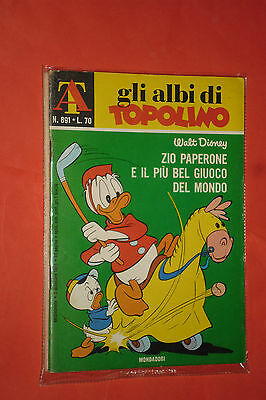 A
N. 891 • L. 70
gli albi di
TOPOLINO
Walt Disney
ZIO PAPERONE
E IL PIÙ BEL GIUOCO
DEL MONDO
MONDADORI